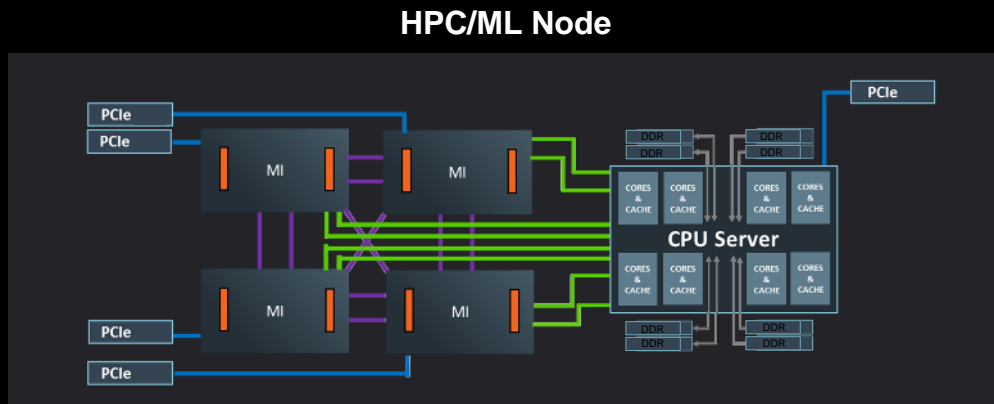 HPC/ML Node
PCIe
PCIe
PCIe
MI
MI
DDR
DDR
DDR
DDR
CORES
&
CACHE
CORES
&
CACHE
CORES
&
CACHE
CORES
&
CACHE
CPU Server
CORES
&
CACHE
CORES
&
CACHE
CORES
&
CACHE
CORES
&
CACHE
MI
MI
DDR
DDR
DDR
DDR
PCIe
PCIe